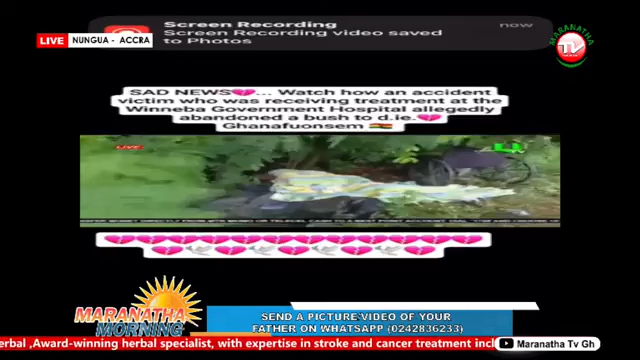 Screen Recording
now
Screen Recording video saved
to Photos
LIVE
NUNGUA - ACCRA
MARANATHA
TV
SAD NEWS💔... Watch how an accident
victim who was receiving treatment at the
Winneba Government Hospital allegedly
abandoned a bush to d.ie.💔
Ghanafuonsem 🇬🇭
LIVE
MARANATHA
MORNING
SEND A PICTURE/VIDEO OF YOUR
FATHER ON WHATSAPP (0242836233)
erbal ,Award-winning herbal specialist, with expertise in stroke and cancer treatment incl
Maranatha Tv Gh